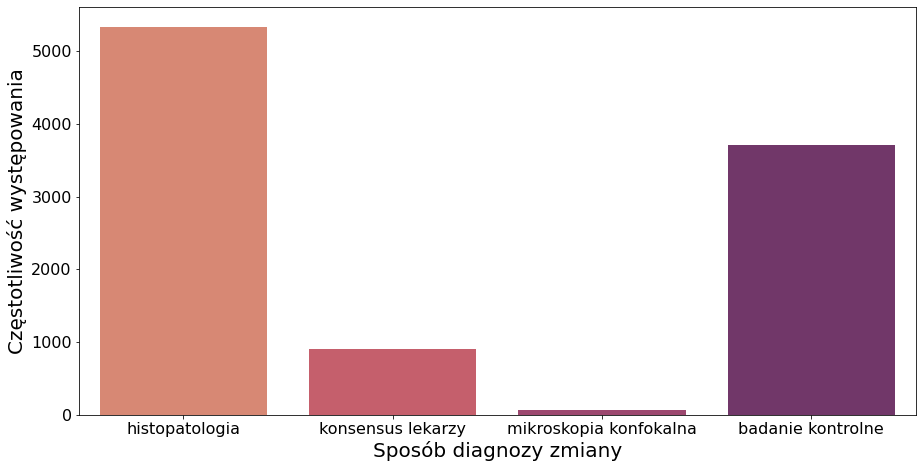 Częstotliwość występowania
5000
4000
3000
2000
1000
0
histopatologia
konsensus lekarzy
mikroskopia konfokalna
badanie kontrolne
Sposób diagnozy zmiany